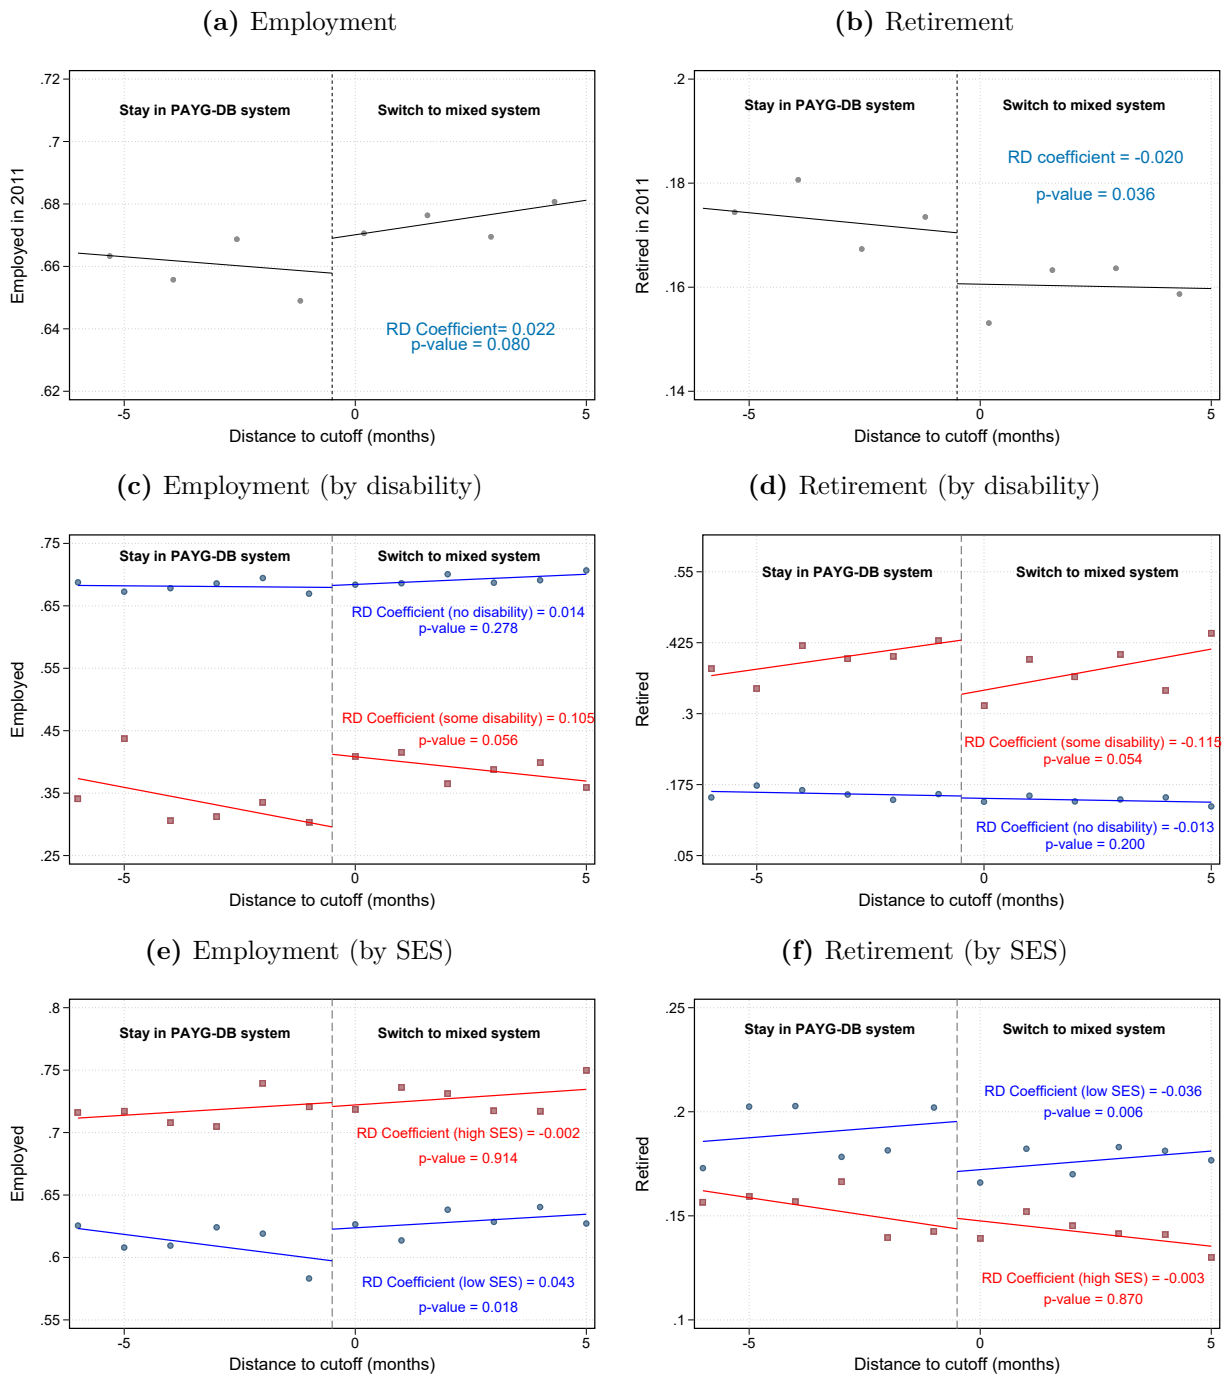 (a) Employment
.72
.7
.68
.66
.64
.62
Employed in 2011
Stay in PAYG-DB system
Switch to mixed system
RD Coefficient= 0.022
p-value = 0.080
-5
0
5
Distance to cutoff (months)
(b) Retirement
.2
.18
.16
.14
Retired in 2011
Stay in PAYG-DB system
Switch to mixed system
RD coefficient = -0.020
p-value = 0.036
-5
0
5
Distance to cutoff (months)
(c) Employment (by disability)
.75
.65
.55
.45
.35
.25
Employed
Stay in PAYG-DB system
Switch to mixed system
RD Coefficient (no disability) = 0.014
p-value = 0.278
RD Coefficient (some disability) = 0.105
p-value = 0.056
-5
0
5
Distance to cutoff (months)
(d) Retirement (by disability)
.55
.425
.3
.175
.05
Retired
Stay in PAYG-DB system
Switch to mixed system
RD Coefficient (some disability) = -0.115
p-value = 0.054
RD Coefficient (no disability) = -0.013
p-value = 0.200
-5
0
5
Distance to cutoff (months)
(e) Employment (by SES)
.8
.75
.7
.65
.6
.55
Employed
Stay in PAYG-DB system
Switch to mixed system
RD Coefficient (high SES) = -0.002
p-value = 0.914
RD Coefficient (low SES) = 0.043
p-value = 0.018
-5
0
5
Distance to cutoff (months)
(f) Retirement (by SES)
.25
.2
.15
.1
Retired
Stay in PAYG-DB system
Switch to mixed system
RD Coefficient (low SES) = -0.036
p-value = 0.006
RD Coefficient (high SES) = -0.003
p-value = 0.870
-5
0
5
Distance to cutoff (months)